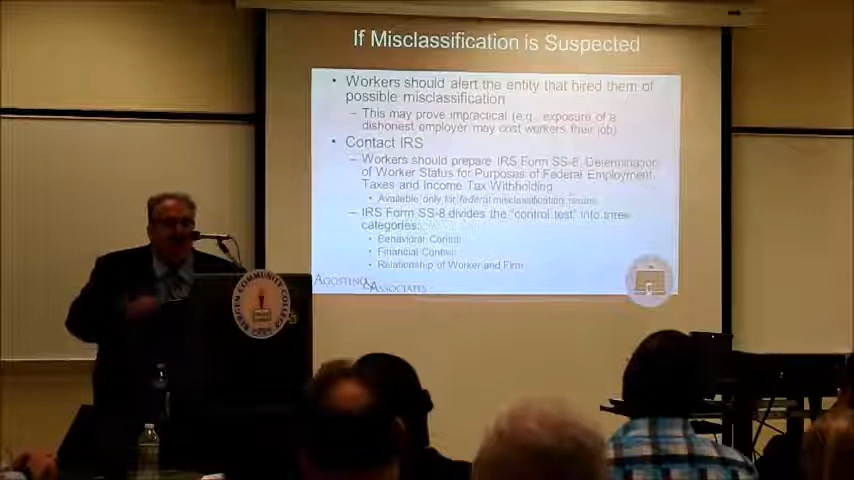 If Misclassification is Suspected
• Workers should alert the entity that hired them of
possible misclassification
– This may prove impractical (e.g., exposure of a
dishonest employer may cost workers their job)
• Contact IRS
– Workers should prepare IRS Form SS-8, Determination
of Worker Status for Purposes of Federal Employment
Taxes and Income Tax Withholding
• Available only for federal misclassification issues
– IRS Form SS-8 divides the "control test" into three
categories:
• Behavioral Control
• Financial Control
• Relationship of Worker and Firm
AGOSTINO
& ASSOCIATES
BERGEN COMMUNITY COLLEGE